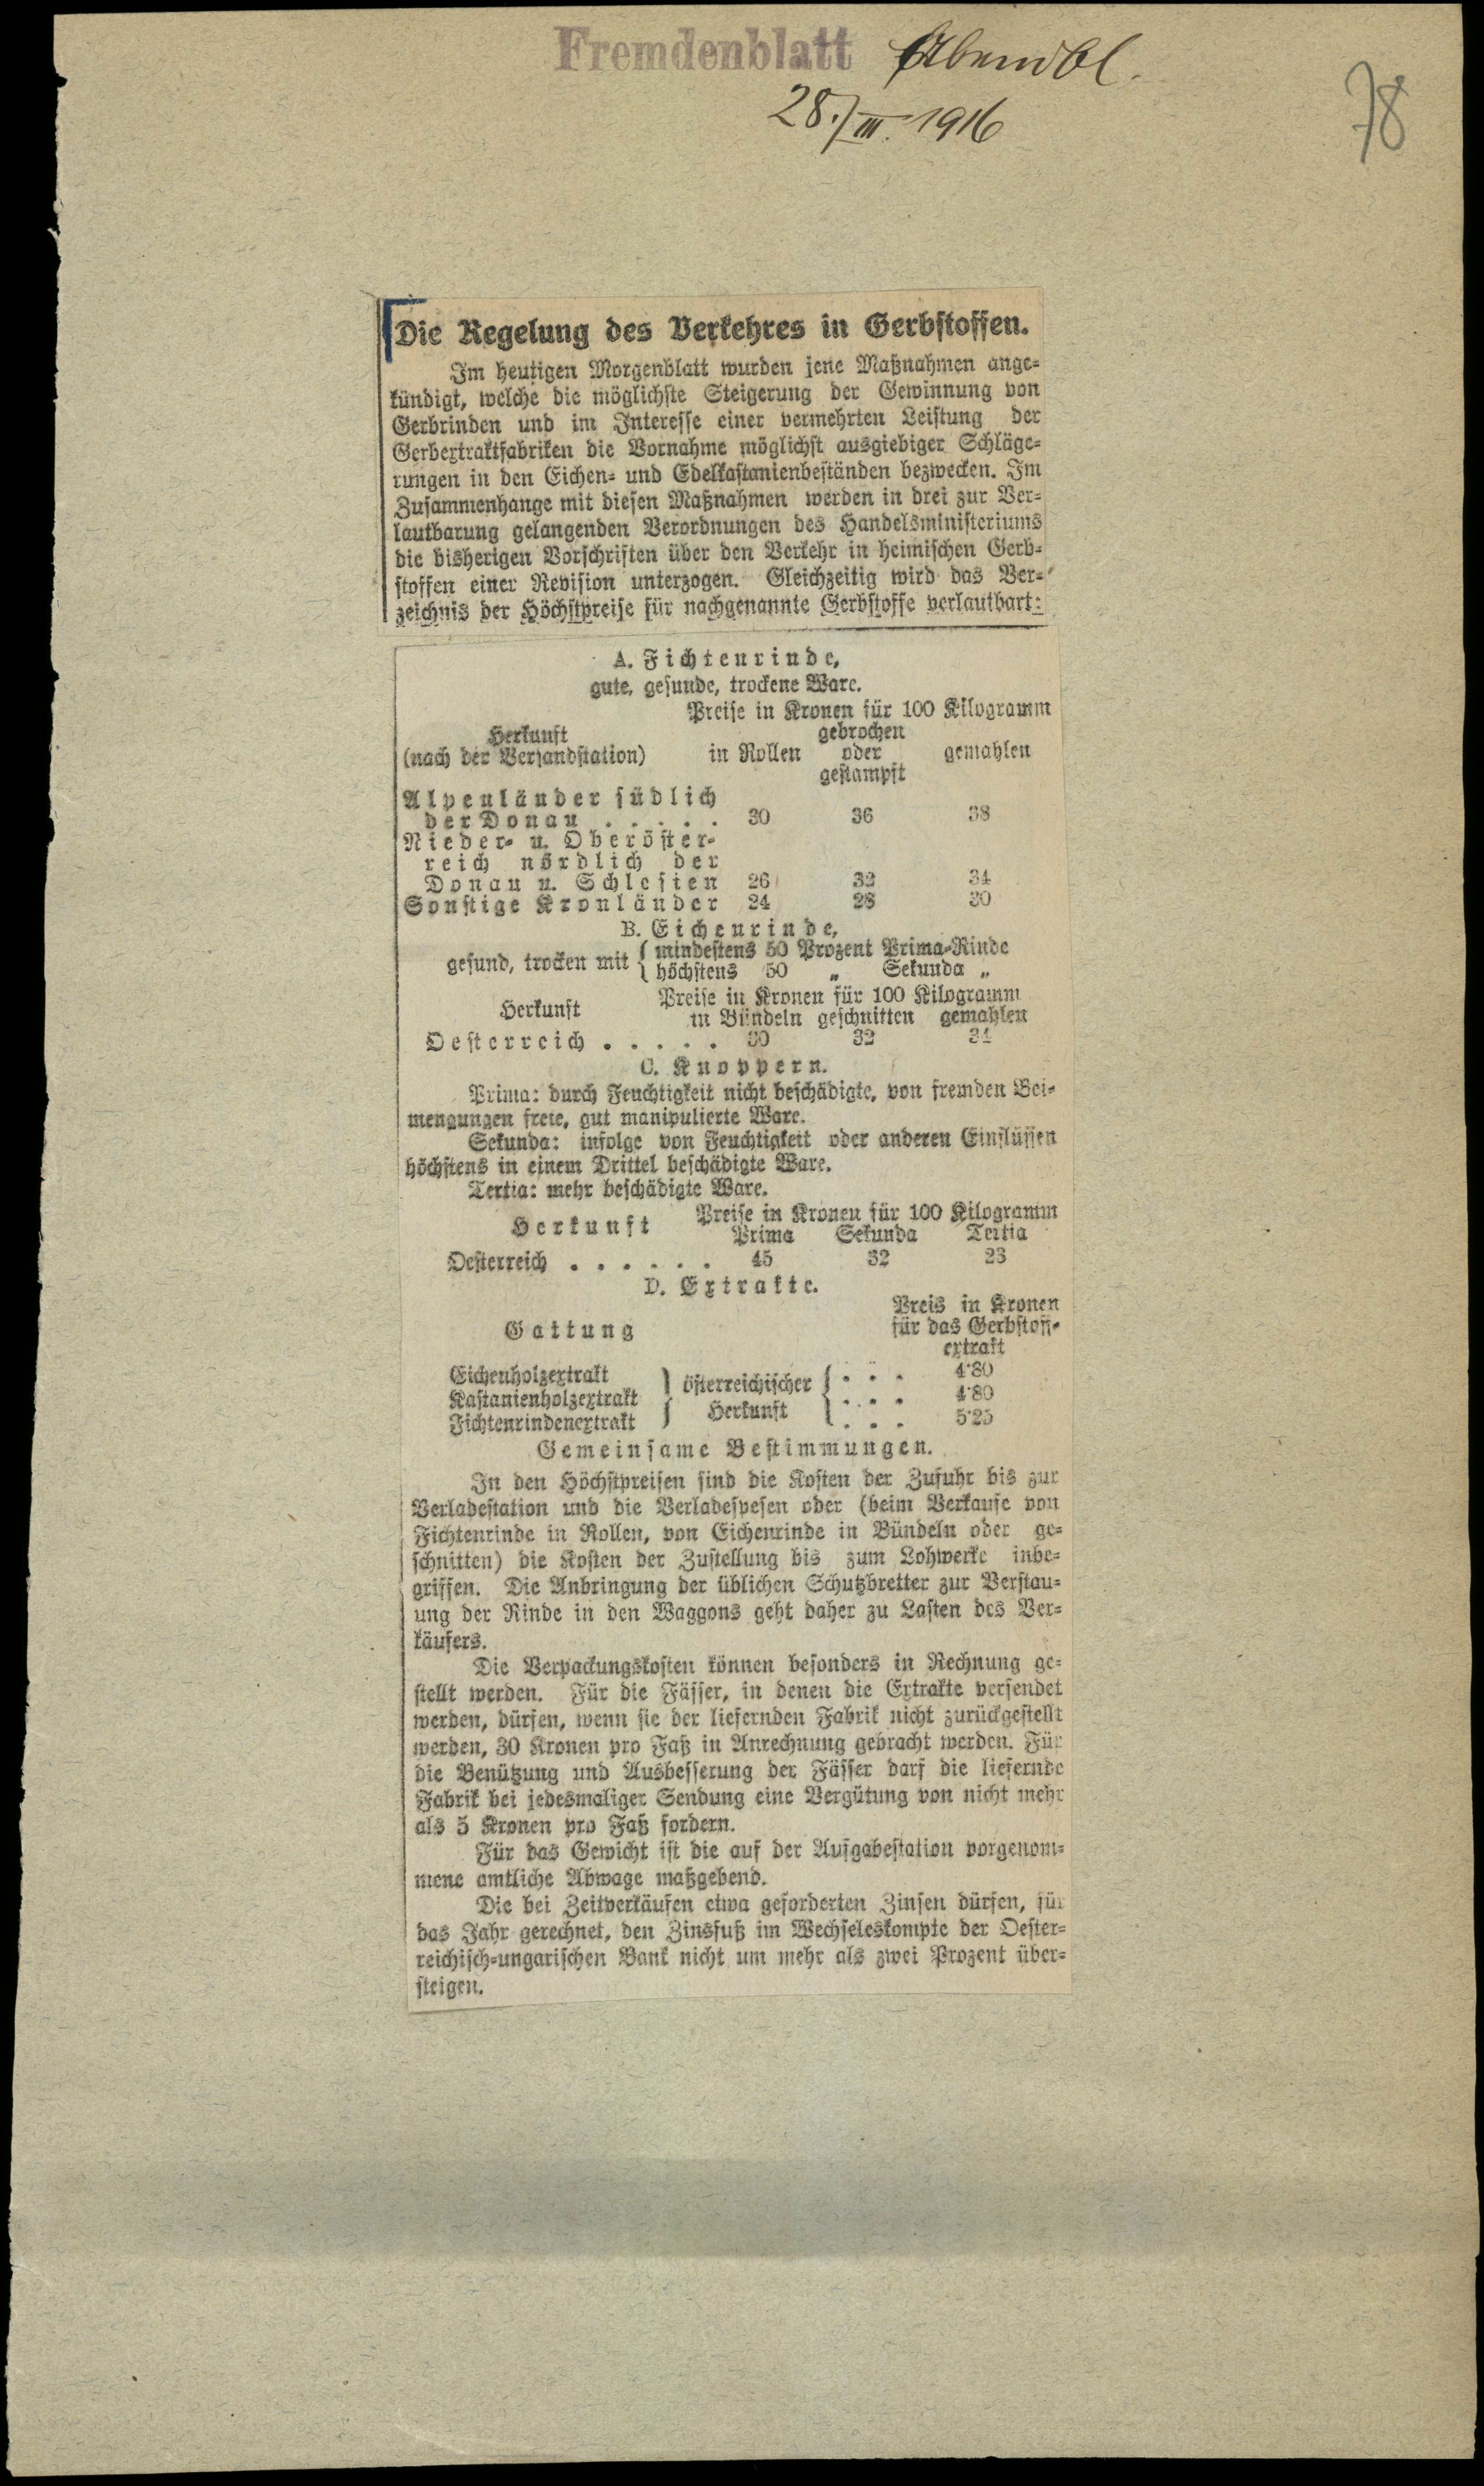 Fremdenblatt Abendbl.
28./III. 1916
78
Die Regelung des Verkehres in Gerbstoffen.
Im heutigen Morgenblatt wurden jene Maßnahmen ange-
kündigt, welche die möglichste Steigerung der Gewinnung von
Gerbrinden und im Interesse einer vermehrten Leistung der
Gerbextraktfabriken die Vornahme möglichst ausgiebiger Schläge-
rungen in den Eichen- und Edelkastanienbeständen bezwecken. Im
Zusammenhange mit diesen Maßnahmen werden in drei zur Ver-
lautbarung gelangenden Verordnungen des Handelsministeriums
die bisherigen Vorschriften über den Verkehr in heimischen Gerb-
stoffen einer Revision unterzogen. Gleichzeitig wird das Ver-
zeichnis der Höchstpreise für nachgenannte Gerbstoffe verlautbart:
A. Fichtenrinde,
gute, gesunde, trockene Ware.
Preise in Kronen für 100 Kilogramm
Herkunft gebrochen
(nach der Versandstation) in Rollen oder gemahlen
gestampft
Alpenländer südlich
der Donau . . . . . 30 36 38
Nieder- u. Oberöster-
reich nördlich der
Donau u. Schlesien 26 32 34
Sonstige Kronländer 24 28 30
B. Eichenrinde,
gesund, trocken mit { mindestens 50 Prozent Prima-Rinde
höchstens 50 „ Sekunda „
Herkunft Preise in Kronen für 100 Kilogramm
in Bündeln geschnitten gemahlen
Oesterreich . . . . . 30 32 34
C. Knoppern.
Prima: durch Feuchtigkeit nicht beschädigte, von fremden Bei-
mengungen freie, gut manipulierte Ware.
Sekunda: infolge von Feuchtigkeit oder anderen Einflüssen
höchstens in einem Drittel beschädigte Ware.
Tertia: mehr beschädigte Ware.
Herkunft Preise in Kronen für 100 Kilogramm
Prima Sekunda Tertia
Oesterreich . . . . . . 45 32 23
D. Extrakte.
Preis in Kronen
Gattung für das Gerbstoff-
extrakt
Eichenholzextrakt } österreichischer { . . . 4·80
Kastanienholzextrakt . . . 4·80
Fichtenrindenextrakt Herkunft . . . 5·25
Gemeinsame Bestimmungen.
In den Höchstpreisen sind die Kosten der Zufuhr bis zur
Verladestation und die Verladespesen oder (beim Verkaufe von
Fichtenrinde in Rollen, von Eichenrinde in Bündeln oder ge-
schnitten) die Kosten der Zustellung bis zum Lohwerke inbe-
griffen. Die Anbringung der üblichen Schutzbretter zur Verstau-
ung der Rinde in den Waggons geht daher zu Lasten des Ver-
käufers.
Die Verpackungskosten können besonders in Rechnung ge-
stellt werden. Für die Fässer, in denen die Extrakte versendet
werden, dürfen, wenn sie der liefernden Fabrik nicht zurückgestellt
werden, 30 Kronen pro Faß in Anrechnung gebracht werden. Für
die Benützung und Ausbesserung der Fässer darf die liefernde
Fabrik bei jedesmaliger Sendung eine Vergütung von nicht mehr
als 5 Kronen pro Faß fordern.
Für das Gewicht ist die auf der Aufgabestation vorgenom-
mene amtliche Abwage maßgebend.
Die bei Zeitverkäufen etwa geforderten Zinsen dürfen, für
das Jahr gerechnet, den Zinsfuß im Wechseleskompte der Oester-
reichisch-ungarischen Bank nicht um mehr als zwei Prozent über-
steigen.